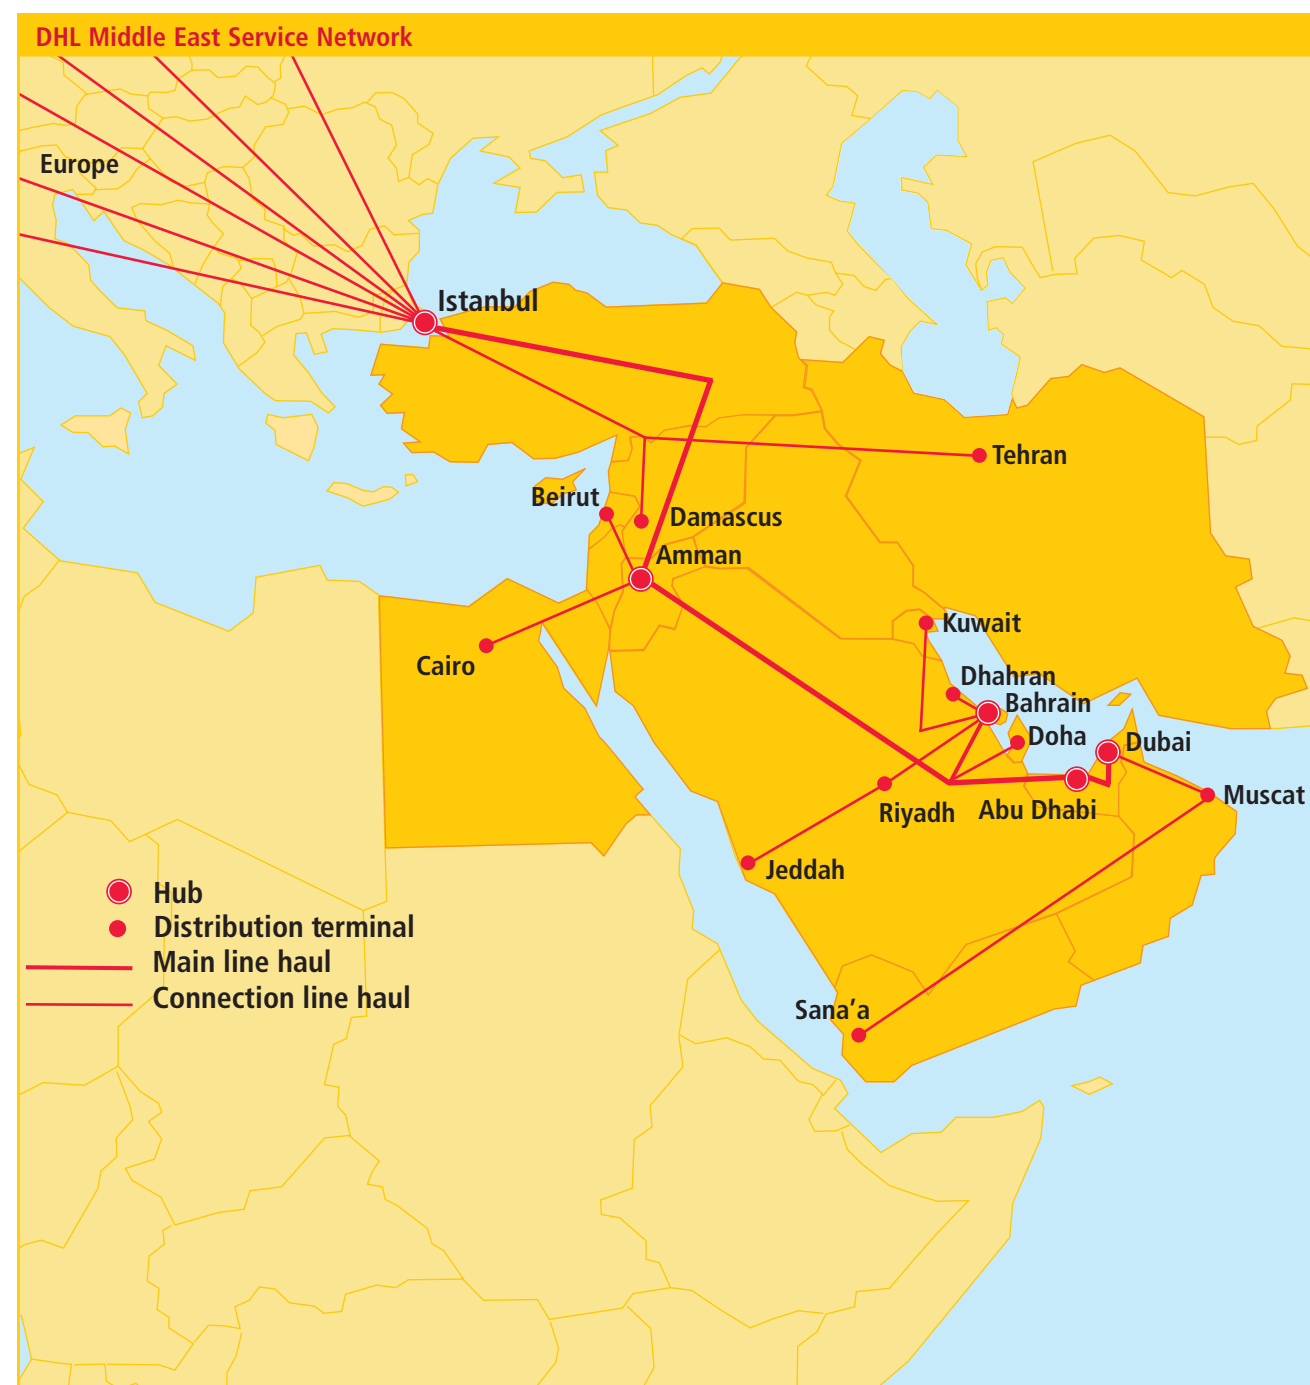 DHL Middle East Service Network
Europe
Istanbul
Tehran
Beirut
Damascus
Amman
Kuwait
Cairo
Dhahran
Bahrain
Doha
Dubai
Muscat
Riyadh
Abu Dhabi
Jeddah
Hub
Distribution terminal
Main line haul
Connection line haul
Sana’a